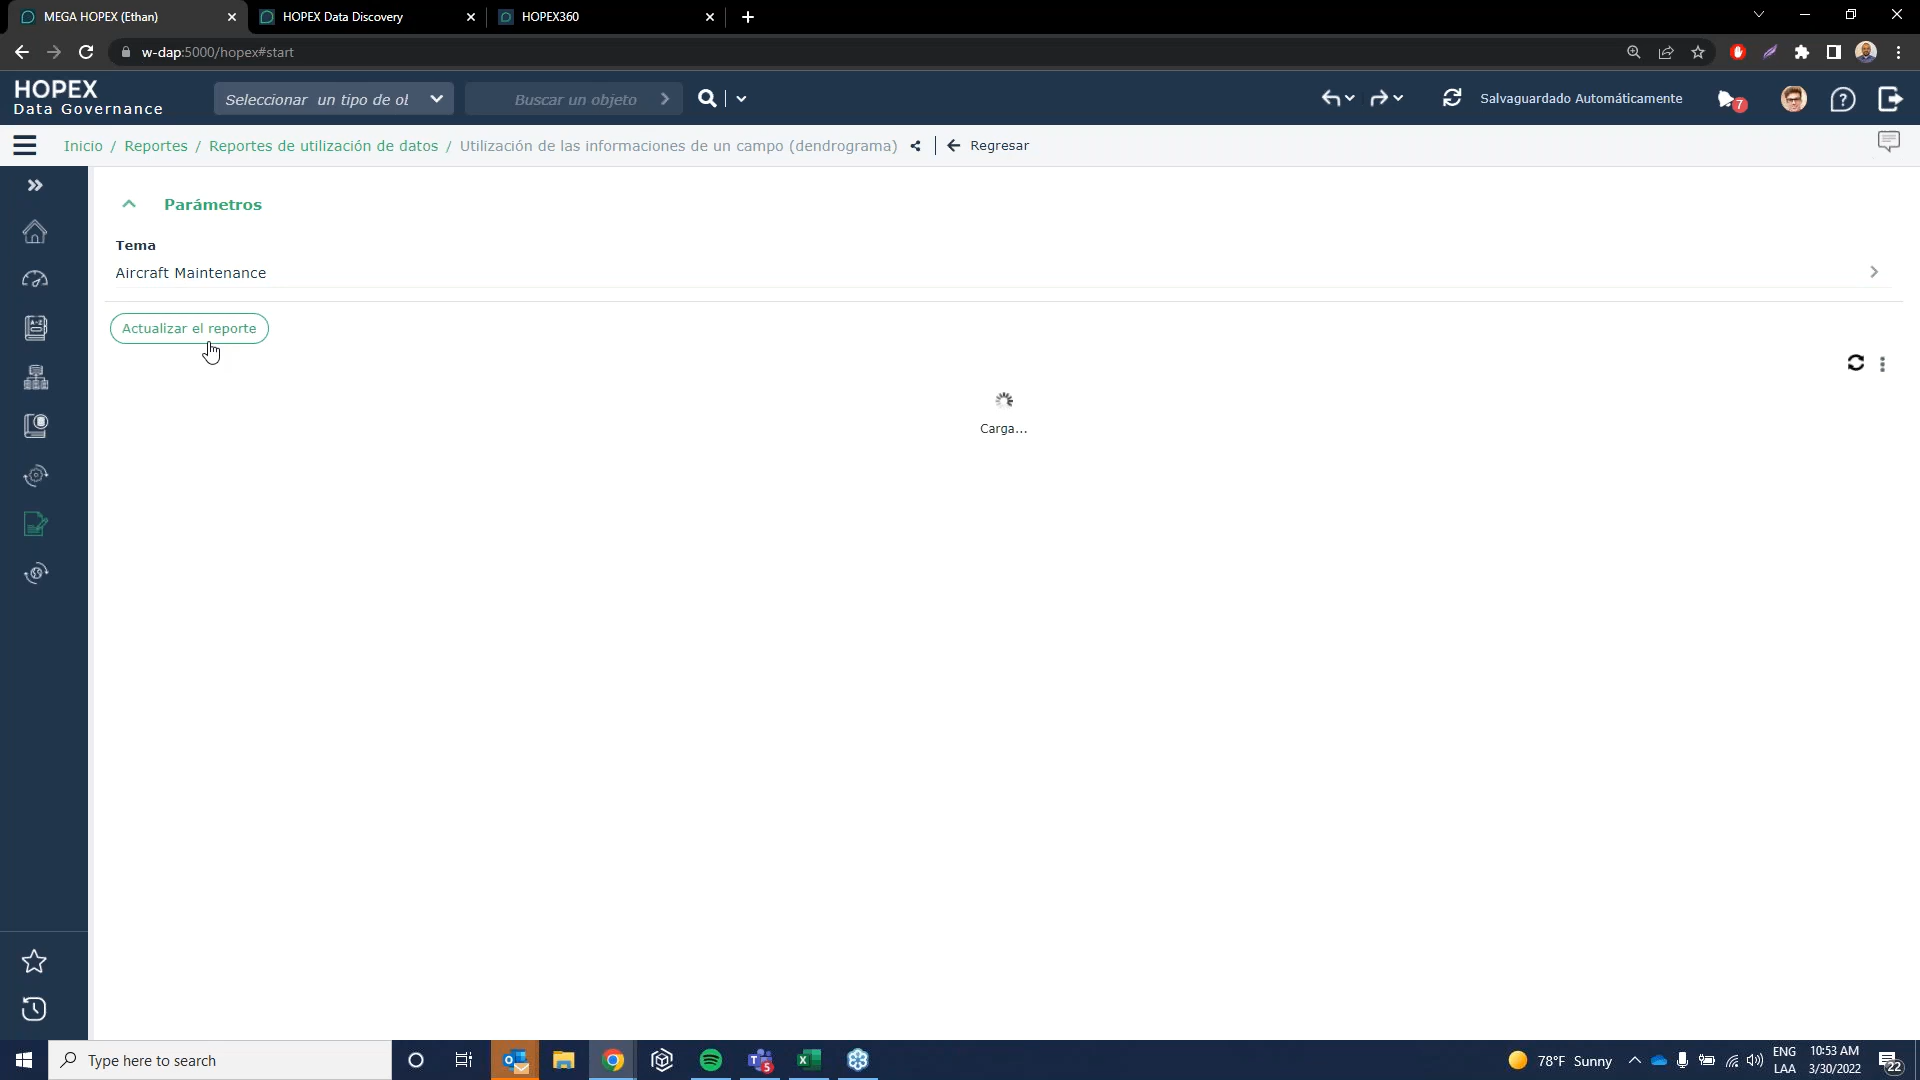 MEGA HOPEX (Ethan)
HOPEX Data Discovery
HOPEX360
w-dap:5000/hopex#start
HOPEX
Data Governance
Seleccionar un tipo de ol
Buscar un objeto
Salvaguardado Automáticamente
7
Inicio / Reportes / Reportes de utilización de datos / Utilización de las informaciones de un campo (dendrograma)
Regresar
Parámetros
Tema
Aircraft Maintenance
Actualizar el reporte
Carga...
Type here to search
5
78°F Sunny
ENG
LAA
10:53 AM
3/30/2022
22